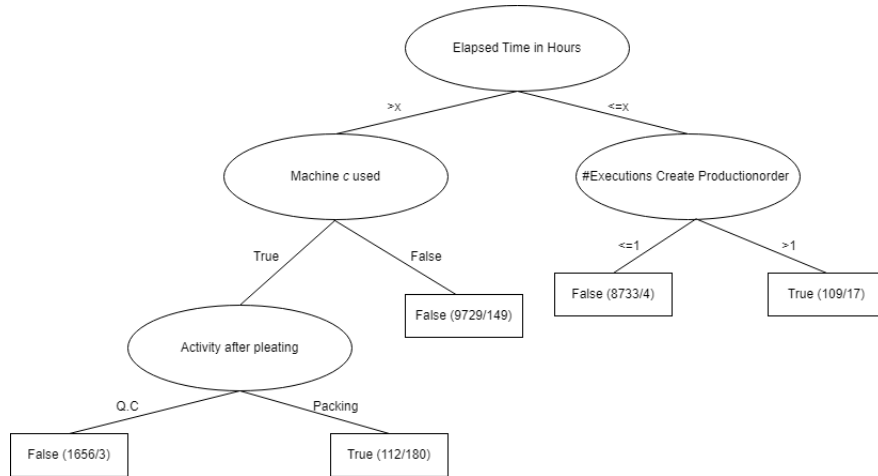 Elapsed Time in Hours
>x
<=x
Machine c used
#Executions Create Productionorder
True
False
<=1
>1
False (9729/149)
False (8733/4)
True (109/17)
Activity after pleating
Q.C
Packing
False (1656/3)
True (112/180)